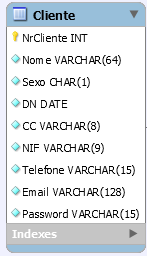 Cliente
NrCliente INT
Nome VARCHAR(64)
Sexo CHAR(1)
DN DATE
CC VARCHAR(8)
NIF VARCHAR(9)
Telefone VARCHAR(15)
Email VARCHAR(128)
Password VARCHAR(15)
Indexes